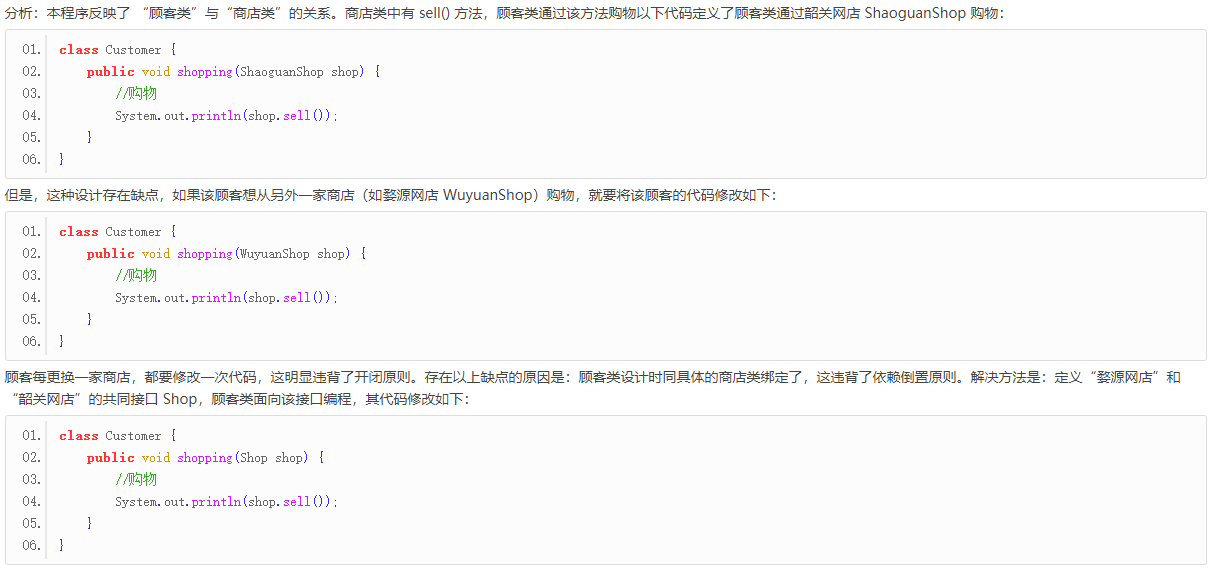 分析：本程序反映了 “顾客类”与“商店类”的关系。商店类中有 sell() 方法，顾客类通过该方法购物以下代码定义了顾客类通过韶关网店 ShaoguanShop 购物：
01. class Customer {
02. public void shopping(ShaoguanShop shop) {
03. //购物
04. System.out.println(shop.sell());
05. }
06. }
但是，这种设计存在缺点，如果该顾客想从另外一家商店（如婺源网店 WuyuanShop）购物，就要将该顾客的代码修改如下：
01. class Customer {
02. public void shopping(WuyuanShop shop) {
03. //购物
04. System.out.println(shop.sell());
05. }
06. }
顾客每更换一家商店，都要修改一次代码，这明显违背了开闭原则。存在以上缺点的原因是：顾客类设计时同具体的商店类绑定了，这违背了依赖倒置原则。解决方法是：定义“婺源网店”和
“韶关网店”的共同接口 Shop，顾客类面向该接口编程，其代码修改如下：
01. class Customer {
02. public void shopping(Shop shop) {
03. //购物
04. System.out.println(shop.sell());
05. }
06. }